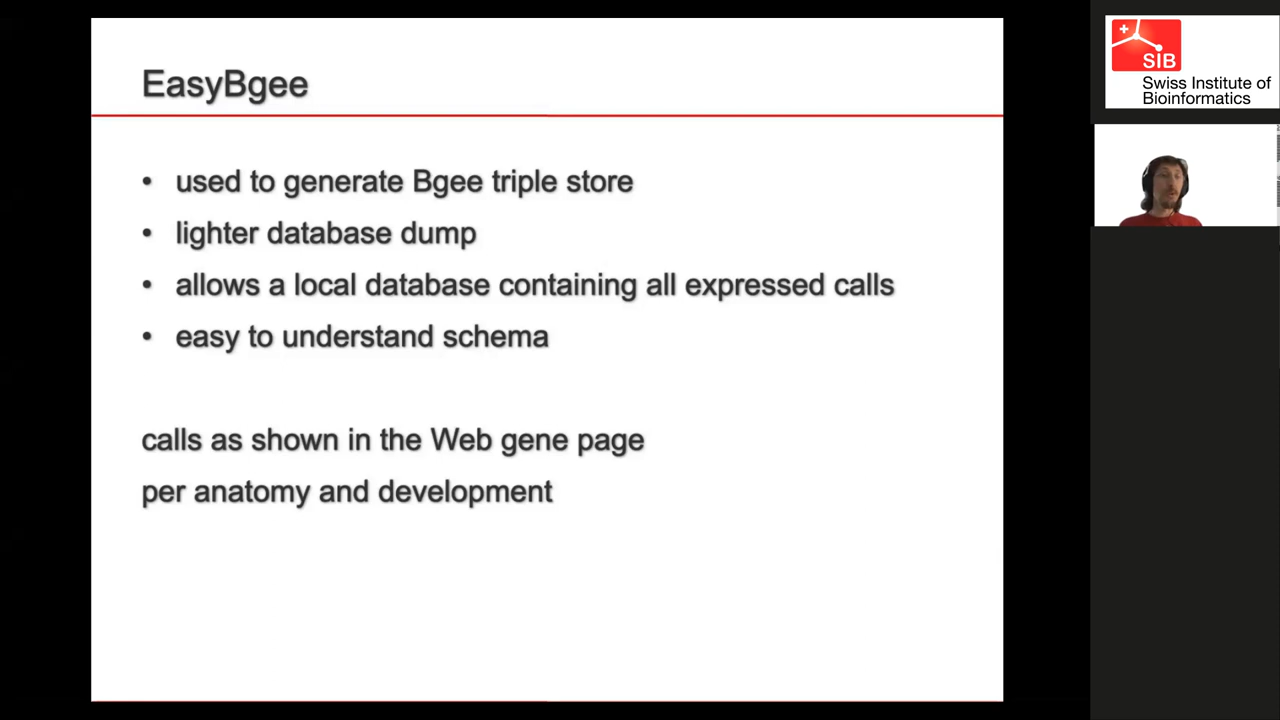 EasyBgee
• used to generate Bgee triple store
• lighter database dump
• allows a local database containing all expressed calls
• easy to understand schema
calls as shown in the Web gene page
per anatomy and development
SIB
Swiss Institute of
Bioinformatics